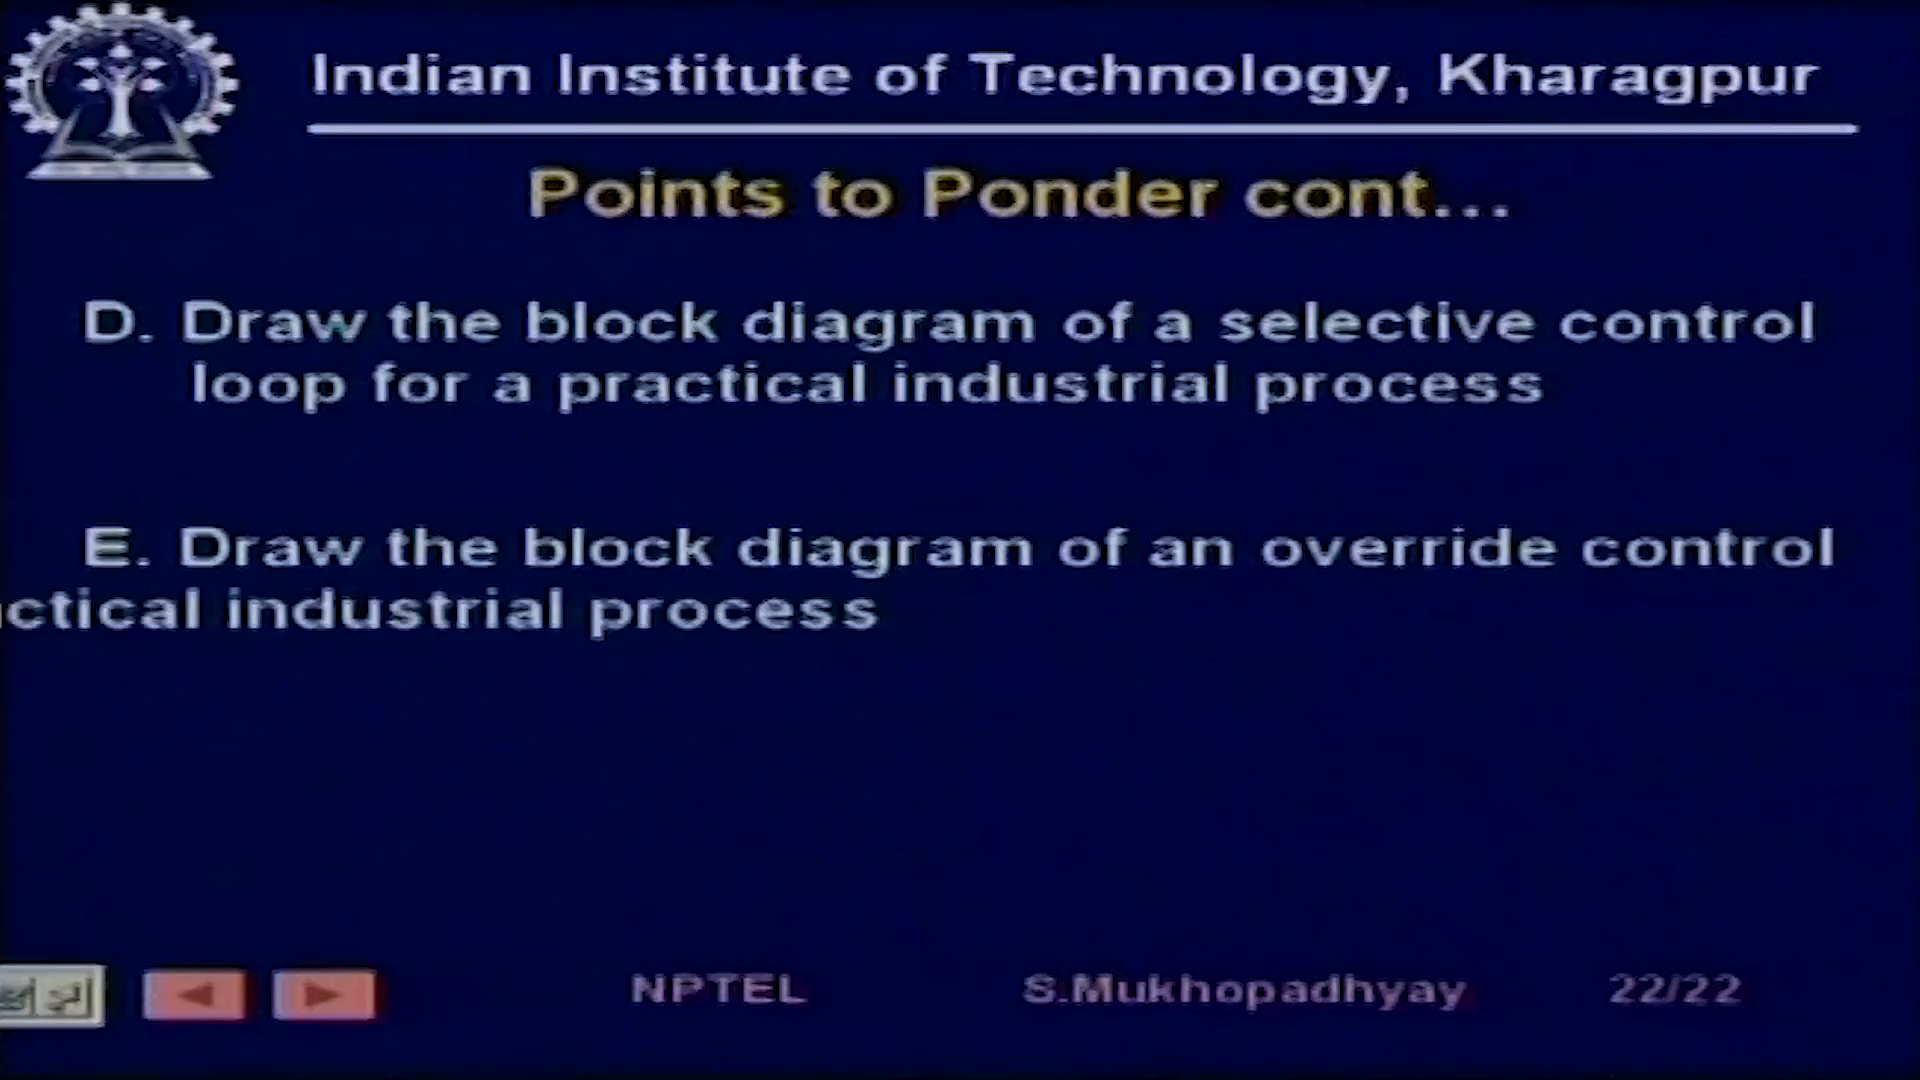 Indian Institute of Technology, Kharagpur
Points to Ponder cont...
D. Draw the block diagram of a selective control
loop for a practical industrial process
E. Draw the block diagram of an override control
actical industrial process
NPTEL S.Mukhopadhyay 22/22